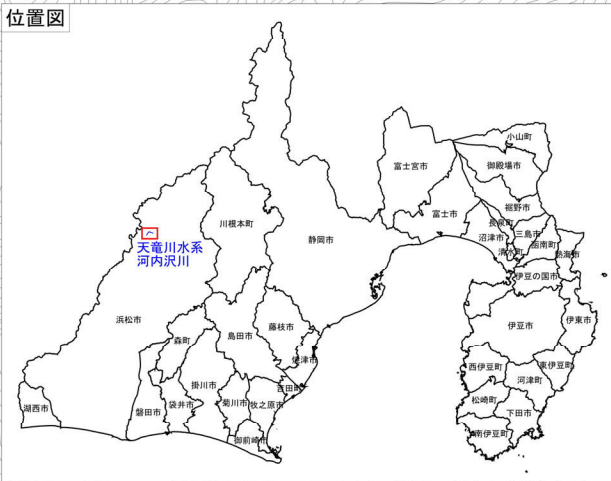 位置図
小山町
御殿場市
富士宮市
裾野市
富士市
長泉町
川根本町
三島市
沼津市
函南町
静岡市
清水町
熱海市
天竜川水系
河内沢川
伊豆の国市
浜松市
伊豆市
伊東市
藤枝市
島田市
森町
焼津市
西伊豆町
東伊豆町
河津町
掛川市
吉田町
松崎町
湖西市
磐田市
袋井市
菊川市
牧之原市
下田市
南伊豆町
御前崎市